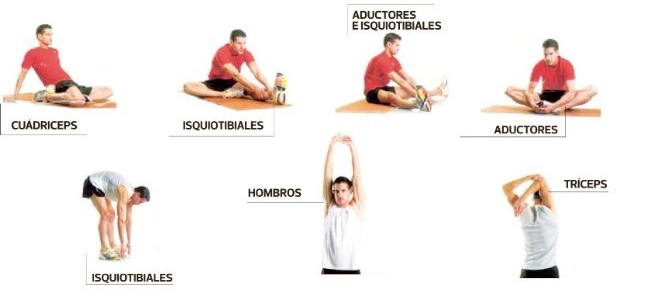 ADUCTORES
E ISQUIOTIBIALES
CUÁDRICEPS
ISQUIOTIBIALES
ADUCTORES
HOMBROS
TRÍCEPS
ISQUIOTIBIALES